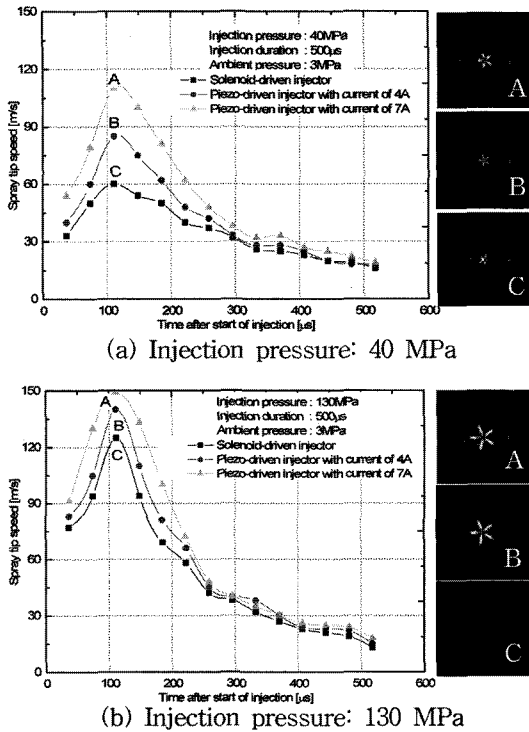 (a)
150
120
90
60
30
0
Spray tip speed [m/s]
Injection pressure : 40MPa
Injection duration : 500μs
Ambient pressure : 3MPa
Solenoid-driven injector
Piezo-driven injector with current of 4A
Piezo-driven injector with current of 7A
A
B
C
0 100 200 300 400 500 600
Time after start of injection [μs]
A
B
C
(a) Injection pressure: 40 MPa
150
120
90
60
30
0
Spray tip speed [m/s]
Injection pressure : 130MPa
Injection duration : 500μs
Ambient pressure : 3MPa
Solenoid-driven injector
Piezo-driven injector with current of 4A
Piezo-driven injector with current of 7A
A
B
C
0 100 200 300 400 500 600
Time after start of injection [μs]
A
B
C
(b) Injection pressure: 130 MPa